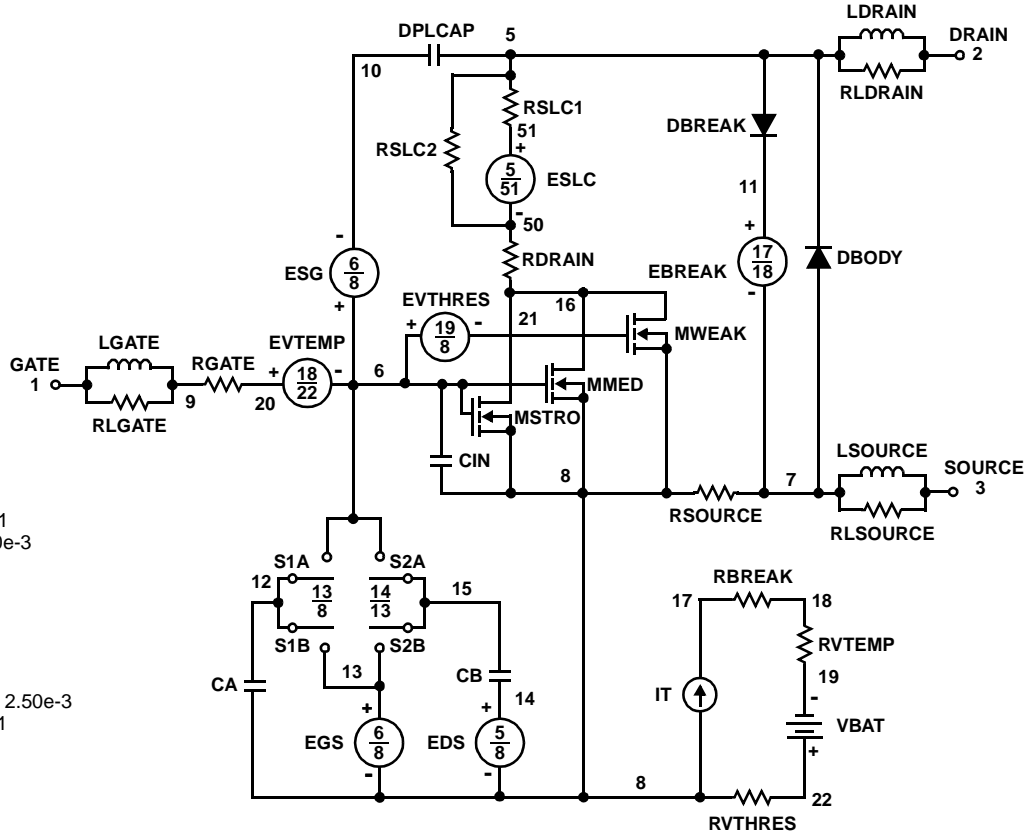 LDRAIN
DPLCAP
5
DRAIN
2
10
RLDRAIN
RSLC1
DBREAK
51
+
RSLC2
5
51
ESLC
11
-
50
-
+
17
18
RDRAIN
DBODY
6
8
ESG
EBREAK
EVTHRES
-
16
+
21
+
19
8
-
MWEAK
LGATE
EVTEMP
GATE
1
RGATE
+
18
22
-
6
MMED
9
20
MSTRO
RLGATE
LSOURCE
CIN
8
7
SOURCE
3
RSOURCE
RLSOURCE
1
0e-3
S1A
S2A
12
13
8
14
13
15
RBREAK
17
18
S1B
S2B
RVTEMP
13
CB
19
CA
14
IT
-
2.50e-3
1
+
+
VBAT
EGS
6
8
EDS
5
8
+
-
-
8
22
RVTHRES